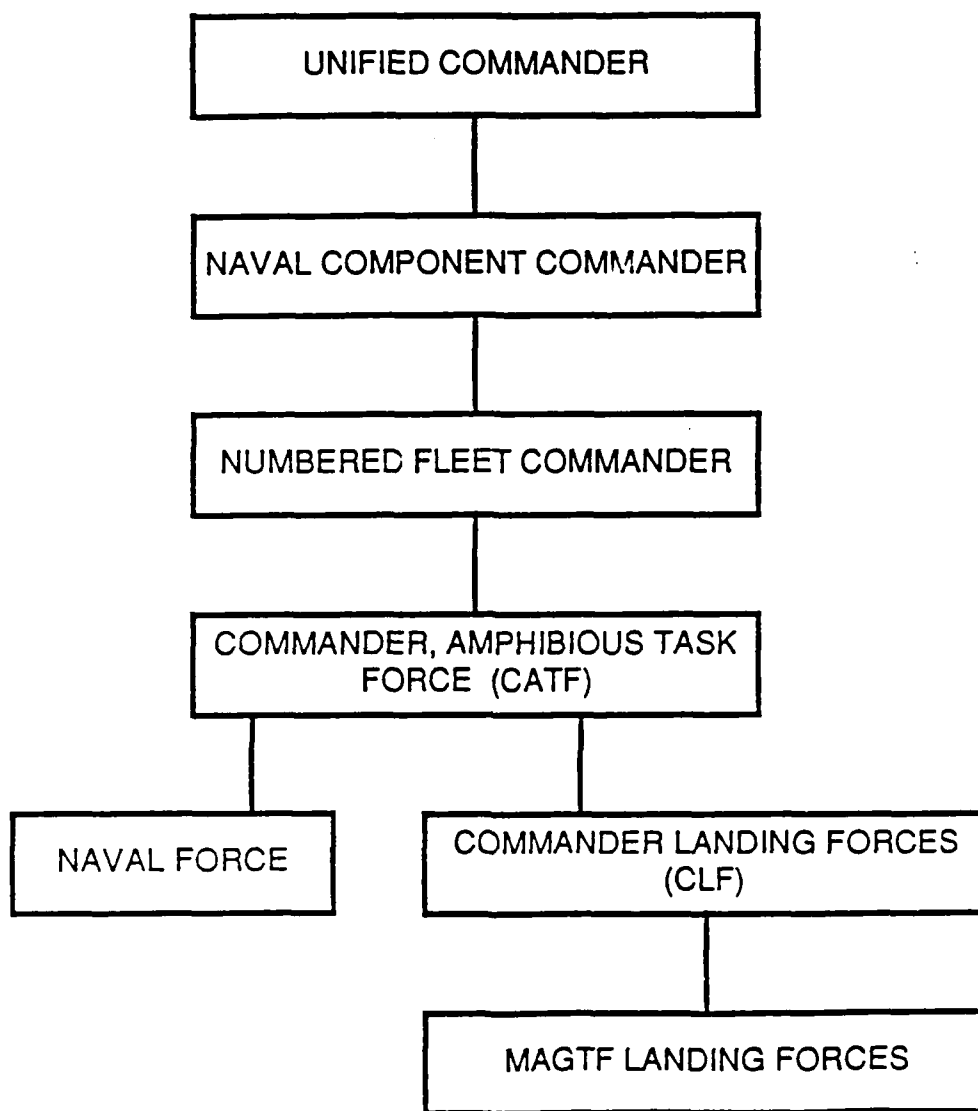 UNIFIED COMMANDER
NAVAL COMPONENT COMMANDER
NUMBERED FLEET COMMANDER
COMMANDER, AMPHIBIOUS TASK
FORCE (CATF)
NAVAL FORCE
COMMANDER LANDING FORCES
(CLF)
MAGTF LANDING FORCES